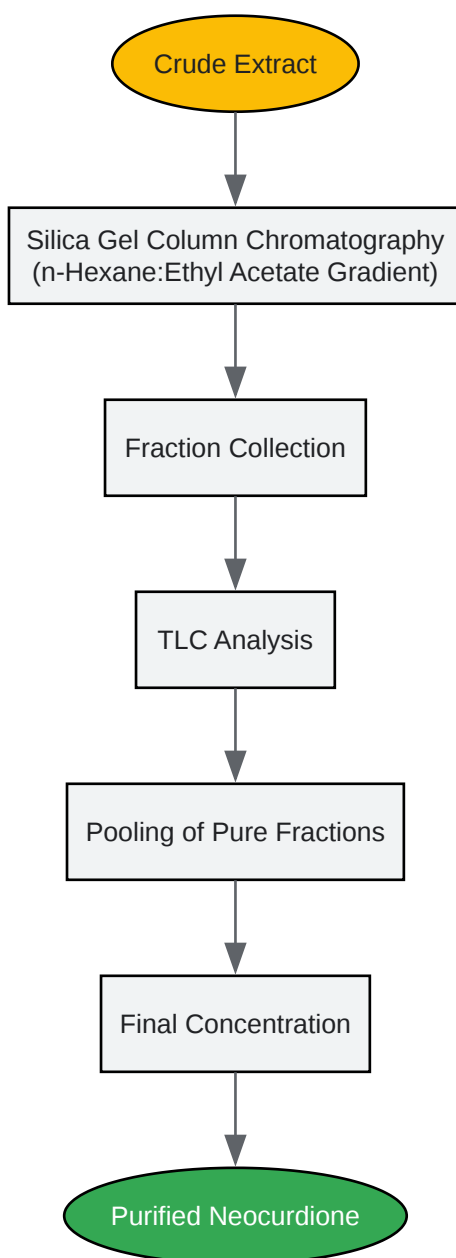 Crude Extract
Silica Gel Column Chromatography
(n-Hexane:Ethyl Acetate Gradient)
Fraction Collection
TLC Analysis
Pooling of Pure Fractions
Final Concentration
Purified Neocurdione